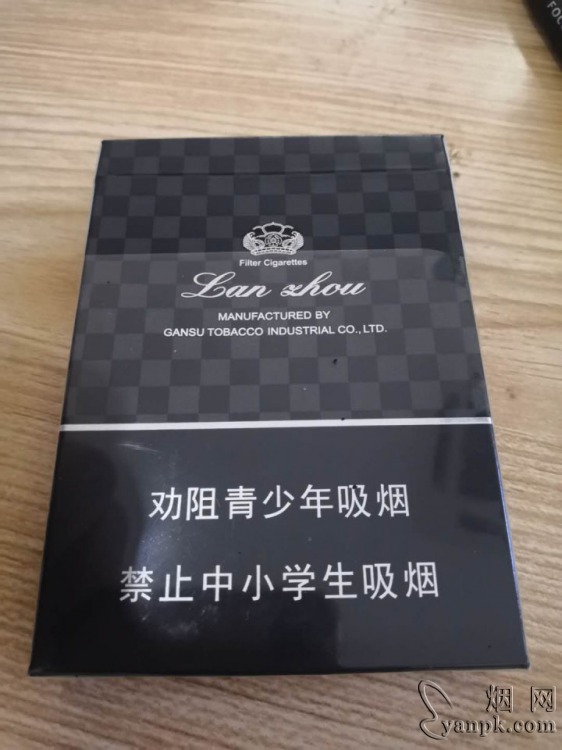 FOC
Filter Cigarettes
Lan zhou
MANUFACTURED BY
GANSU TOBACCO INDUSTRIAL CO., LTD.
劝阻青少年吸烟
禁止中小学生吸烟
烟网
yanpk.com